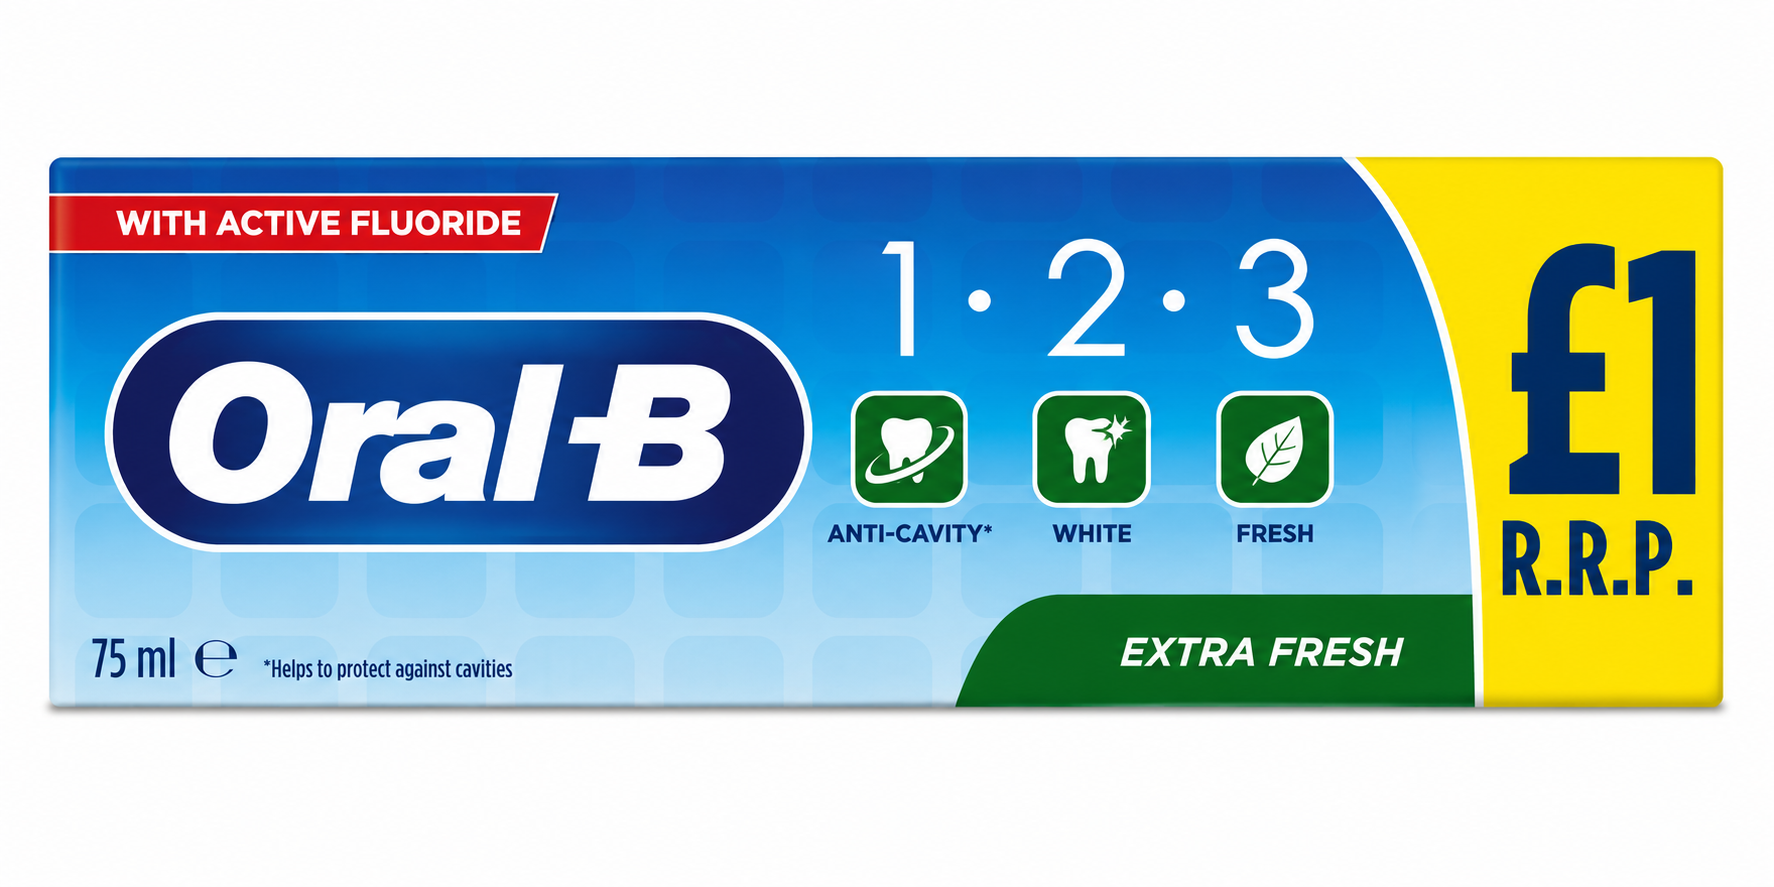 WITH ACTIVE FLUORIDE
Oral-B
1 • 2 • 3
ANTI-CAVITY*
WHITE
FRESH
75 ml ℮
*Helps to protect against cavities
EXTRA FRESH
£1
R.R.P.